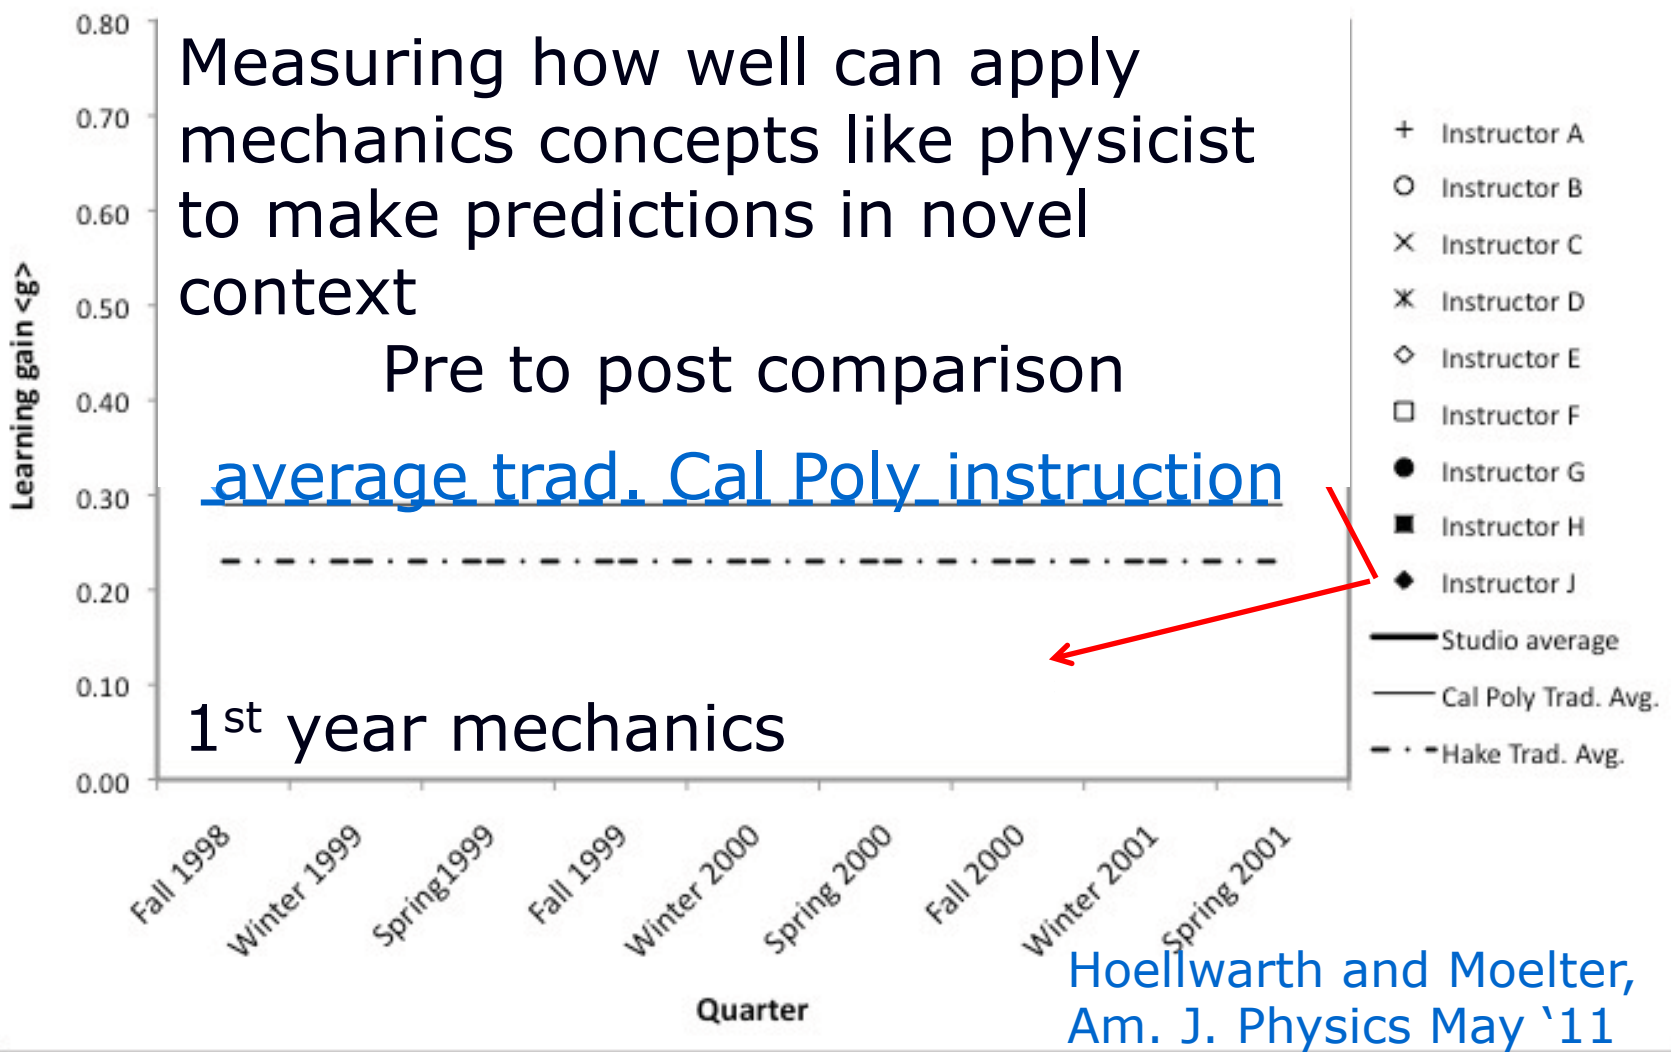 0.80
0.70
0.60
0.50
0.40
0.30
0.20
0.10
0.00
Learning gain <g>
Measuring how well can apply
mechanics concepts like physicist
to make predictions in novel
context
Pre to post comparison
average trad. Cal Poly instruction
1st year mechanics
Instructor A
Instructor B
Instructor C
Instructor D
Instructor E
Instructor F
Instructor G
Instructor H
Instructor J
Studio average
Cal Poly Trad. Avg.
Hake Trad. Avg.
Fall 1998
Winter 1999
Spring1999
Fall 1999
Winter 2000
Spring 2000
Fall 2000
Winter 2001
Spring 2001
Quarter
Hoellwarth and Moelter,
Am. J. Physics May ‘11